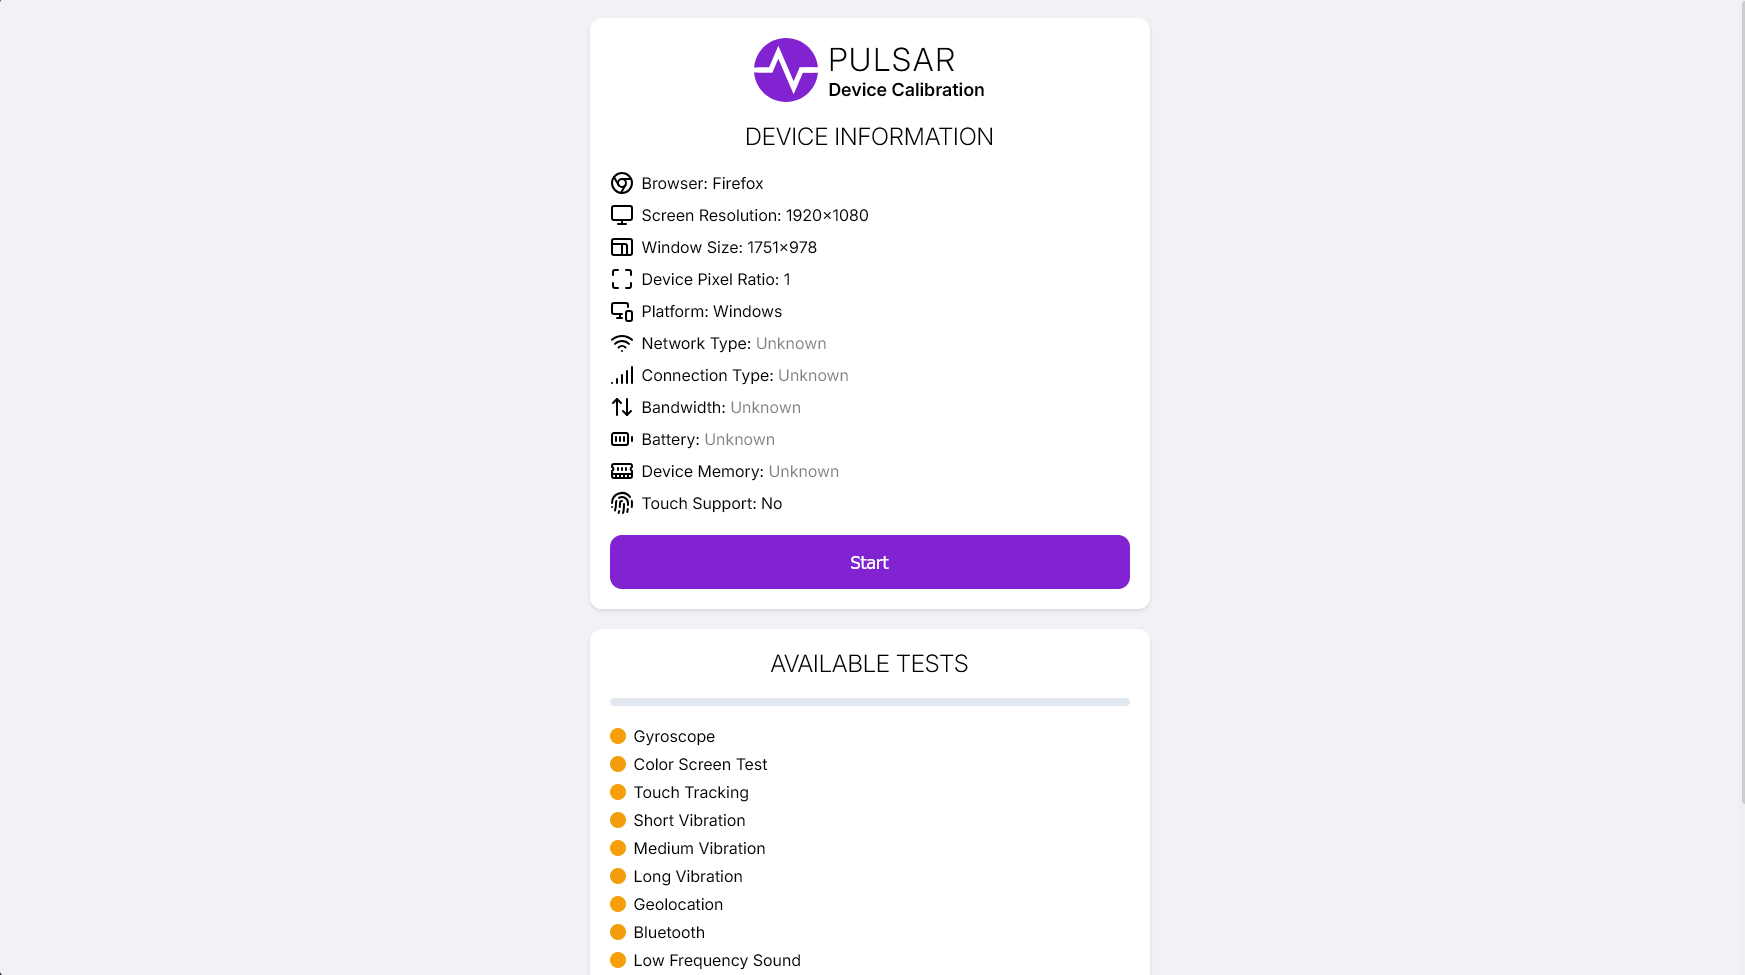 PULSAR
Device Calibration
DEVICE INFORMATION
Browser: Firefox
Screen Resolution: 1920×1080
Window Size: 1751×978
Device Pixel Ratio: 1
Platform: Windows
Network Type: Unknown
Connection Type: Unknown
Bandwidth: Unknown
Battery: Unknown
Device Memory: Unknown
Touch Support: No
Start
AVAILABLE TESTS
Gyroscope
Color Screen Test
Touch Tracking
Short Vibration
Medium Vibration
Long Vibration
Geolocation
Bluetooth
Low Frequency Sound